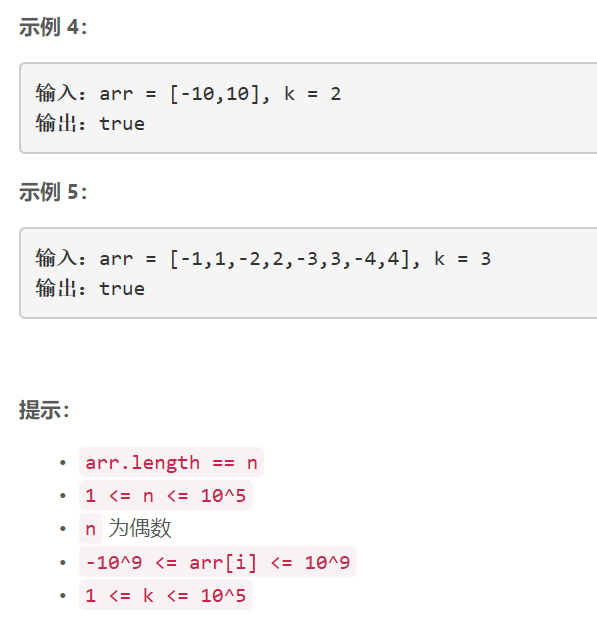 示例 4:
输入: arr = [-10,10], k = 2
输出: true
示例 5:
输入: arr = [-1,1,-2,2,-3,3,-4,4], k = 3
输出: true
提示:
• arr.length == n
• 1 <= n <= 10^5
• n 为偶数
• -10^9 <= arr[i] <= 10^9
• 1 <= k <= 10^5